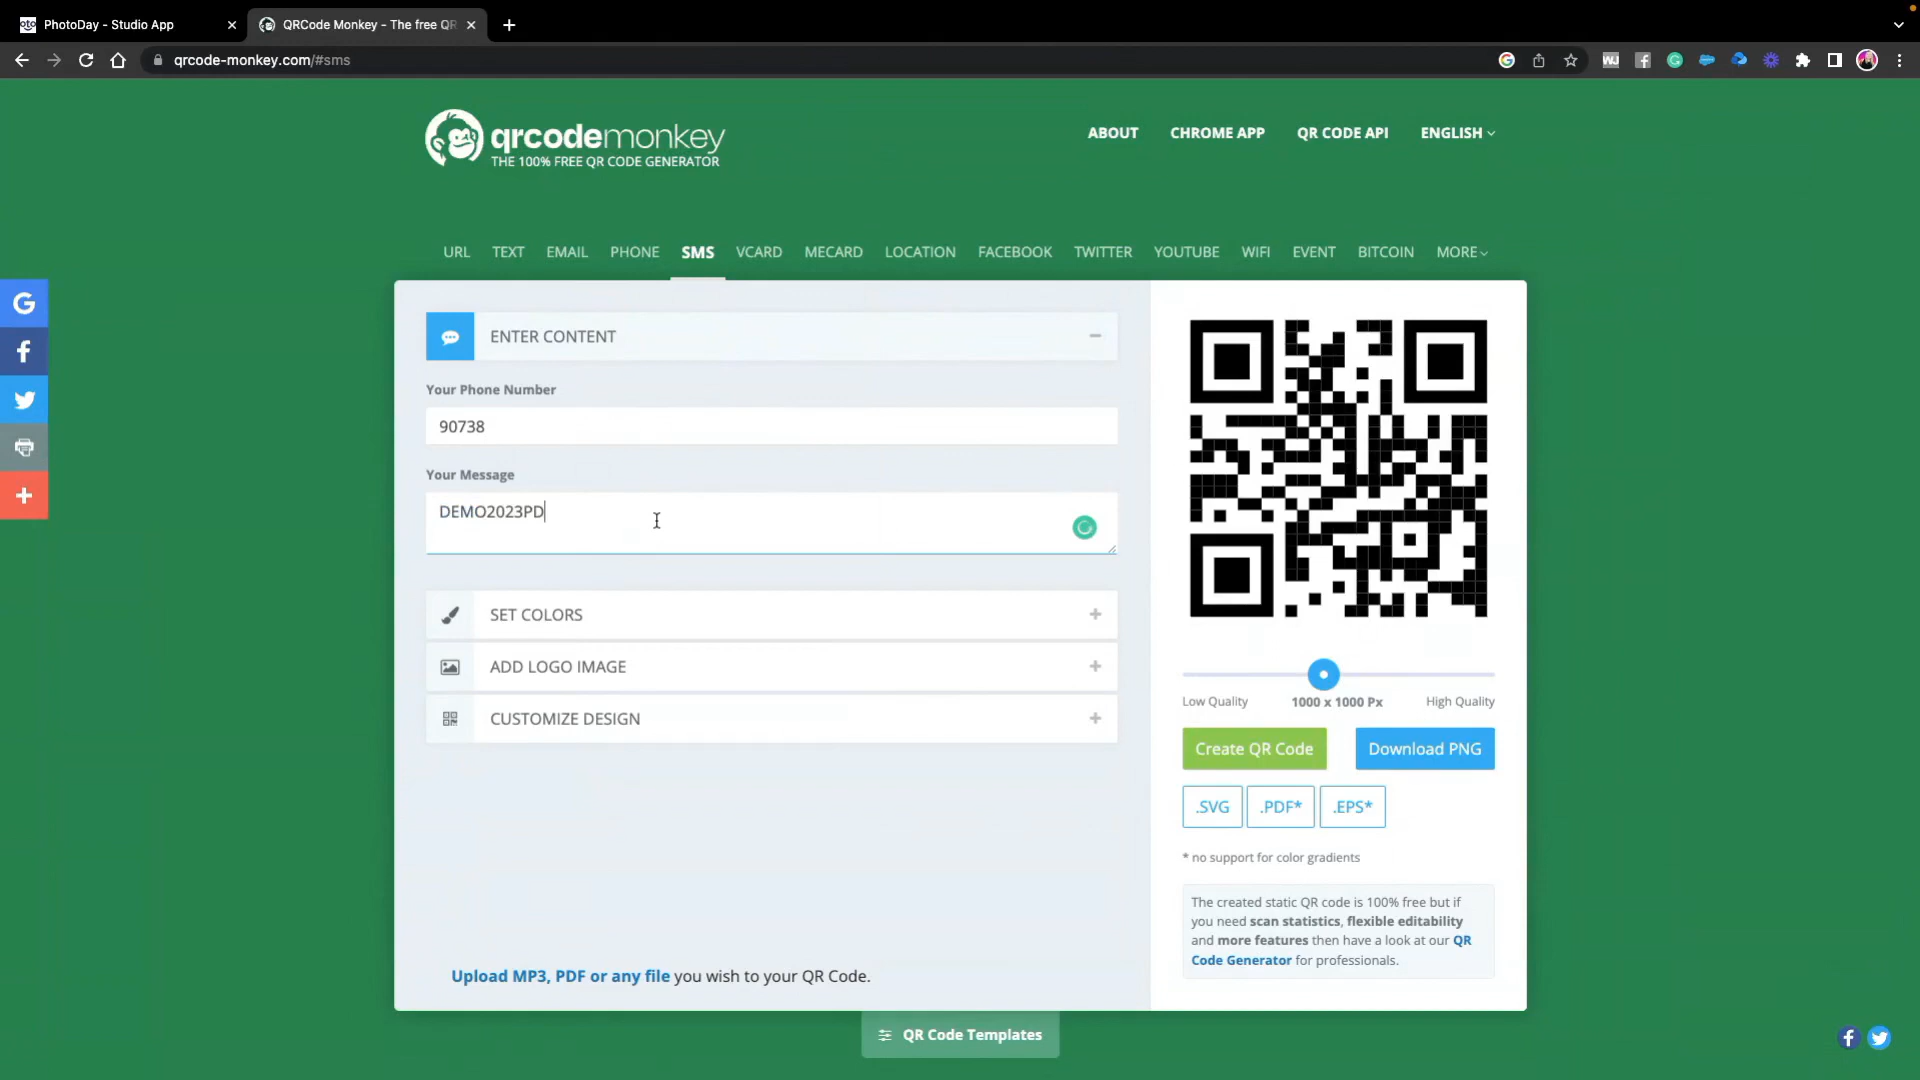 PhotoDay - Studio App
QRCode Monkey - The free QR
qrcode-monkey.com/#sms
qrcodemonkey
THE 100% FREE QR CODE GENERATOR
ABOUT
CHROME APP
QR CODE API
ENGLISH
URL
TEXT
EMAIL
PHONE
SMS
VCARD
MECARD
LOCATION
FACEBOOK
TWITTER
YOUTUBE
WIFI
EVENT
BITCOIN
MORE
ENTER CONTENT
Your Phone Number
90738
Your Message
DEMO2023PD
SET COLORS
ADD LOGO IMAGE
CUSTOMIZE DESIGN
Upload MP3, PDF or any file you wish to your QR Code.
Low Quality
1000 x 1000 Px
High Quality
Create QR Code
Download PNG
.SVG
.PDF*
.EPS*
* no support for color gradients
The created static QR code is 100% free but if
you need scan statistics, flexible editability
and more features then have a look at our QR
Code Generator for professionals.
QR Code Templates